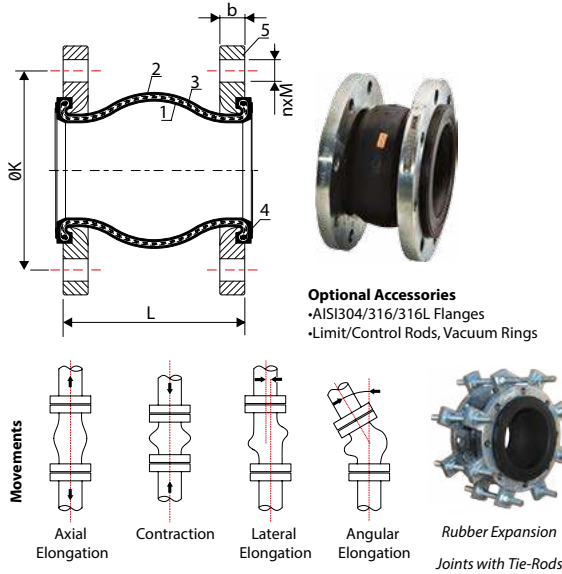 b
5
2
3
1
nxM
ØK
4
L
Optional Accessories
•AISI304/316/316L Flanges
•Limit/Control Rods, Vacuum Rings
Movements
Axial
Elongation
Contraction
Lateral
Elongation
Angular
Elongation
Rubber Expansion
Joints with Tie-Rods